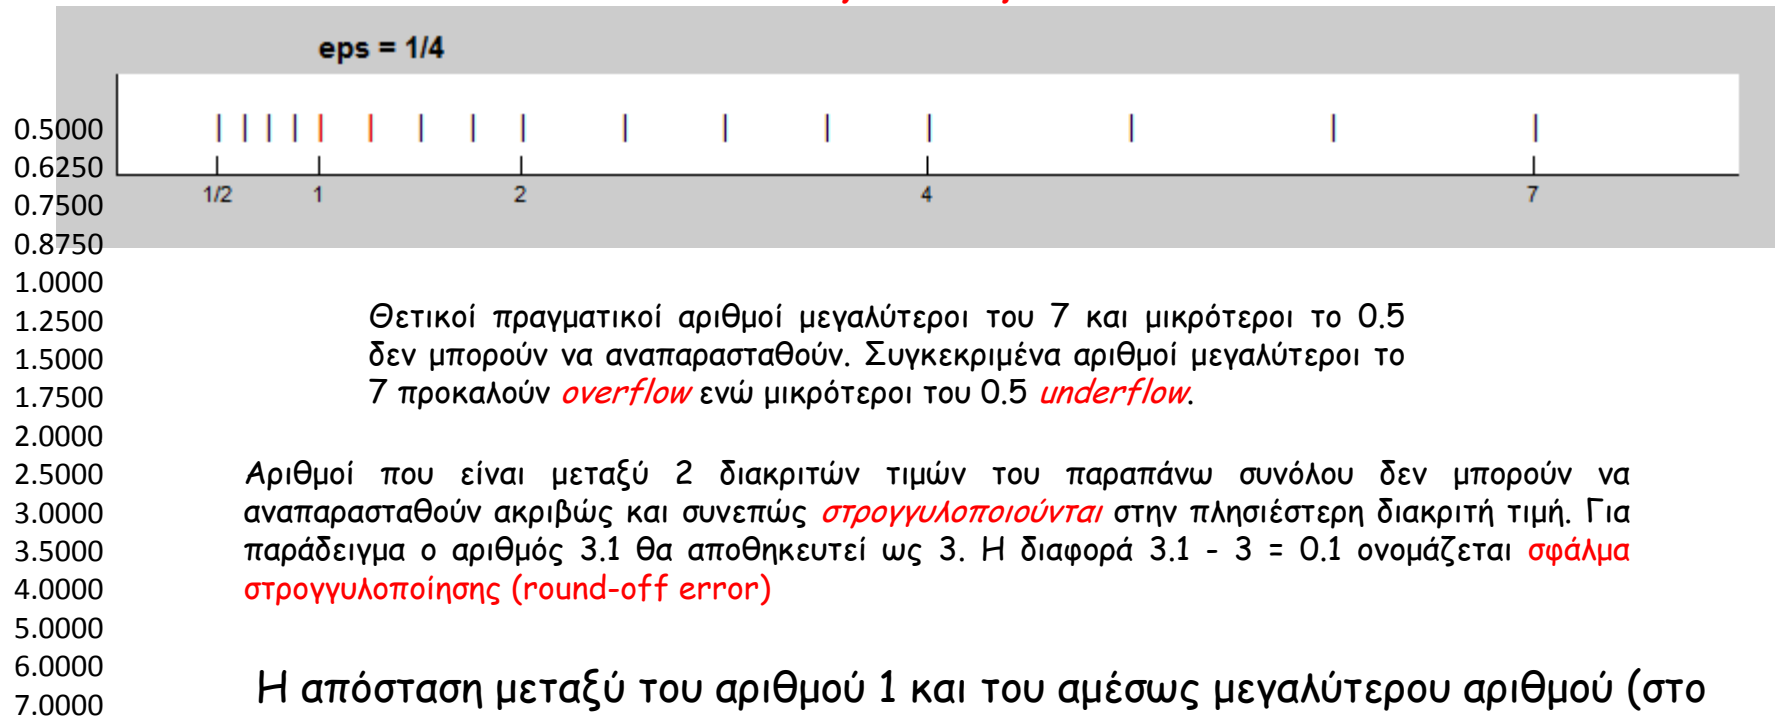 eps = 1/4
1/2 1 2 4 7
0.5000
0.6250
0.7500
0.8750
1.0000
1.2500
1.5000
1.7500
2.0000
2.5000
3.0000
3.5000
4.0000
5.0000
6.0000
7.0000
Θετικοί πραγματικοί αριθμοί μεγαλύτεροι του 7 και μικρότεροι το 0.5
δεν μπορούν να αναπαρασταθούν. Συγκεκριμένα αριθμοί μεγαλύτεροι το
7 προκαλούν overflow ενώ μικρότεροι του 0.5 underflow.
Αριθμοί που είναι μεταξύ 2 διακριτών τιμών του παραπάνω συνόλου δεν μπορούν να
αναπαρασταθούν ακριβώς και συνεπώς στρογγυλοποιούνται στην πλησιέστερη διακριτή τιμή. Για
παράδειγμα ο αριθμός 3.1 θα αποθηκευτεί ως 3. Η διαφορά 3.1 - 3 = 0.1 ονομάζεται σφάλμα
στρογγυλοποίησης (round-off error)
Η απόσταση μεταξύ του αριθμού 1 και του αμέσως μεγαλύτερου αριθμού (στο